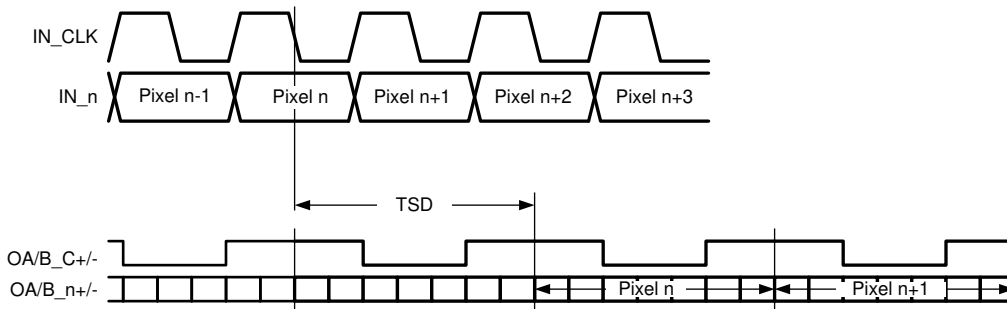 IN_CLK
IN_n
Pixel n-1
Pixel n
Pixel n+1
Pixel n+2
Pixel n+3
TSD
OA/B_C+/-
OA/B_n+/-
Pixel n
Pixel n+1